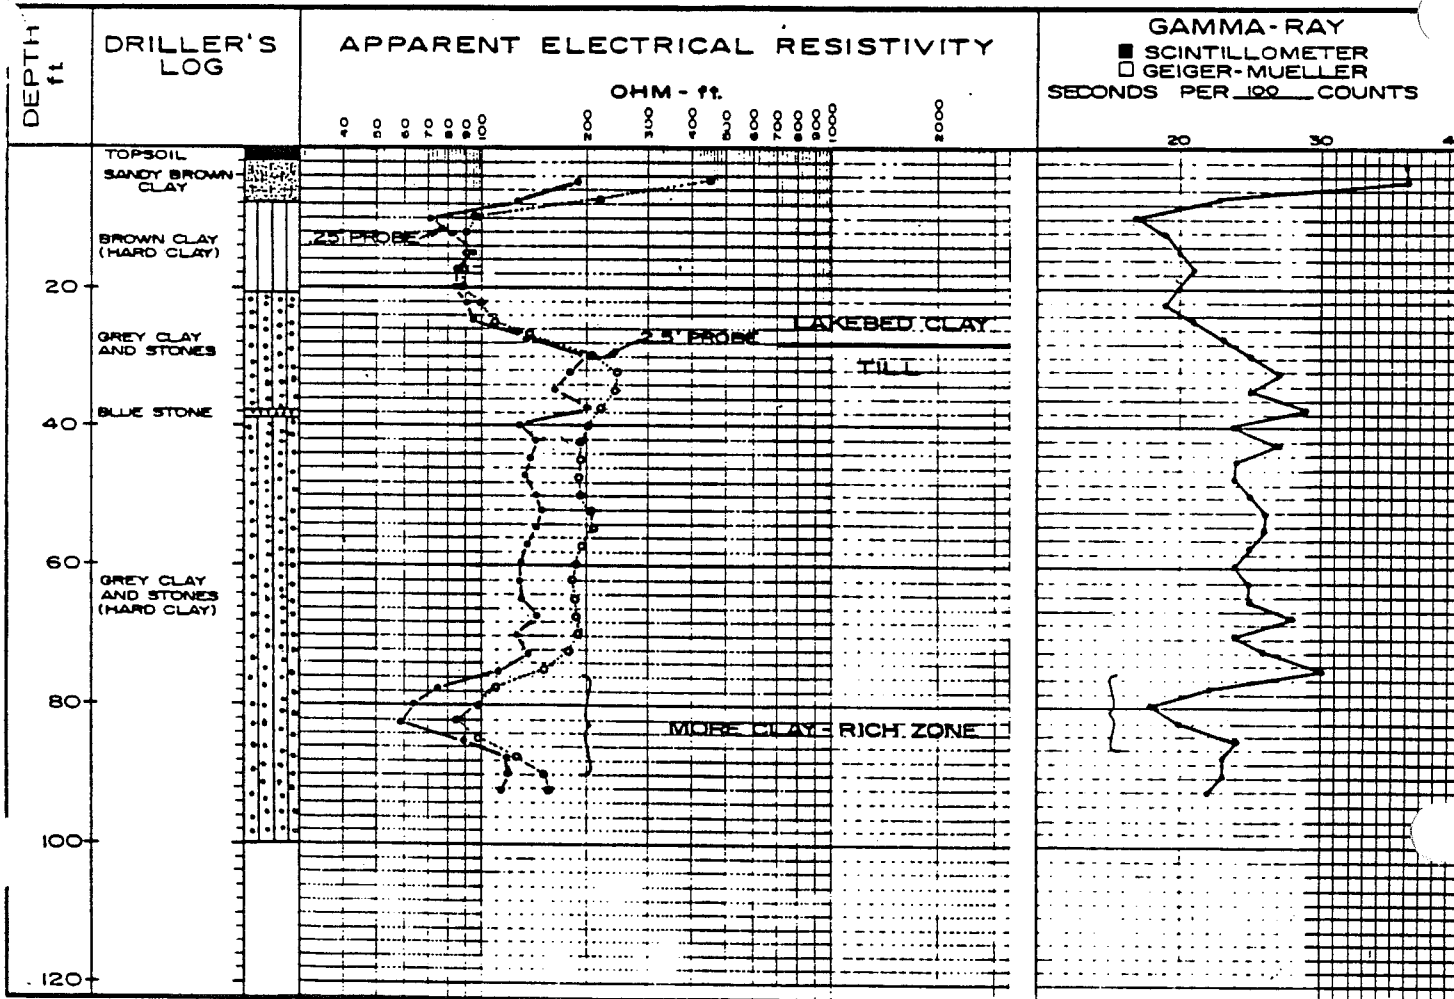 DEPTH
ft.
DRILLER'S
LOG
APPARENT ELECTRICAL RESISTIVITY
OHM - ft.
40 50 60 70 80 90 100 200 300 400 500 600 700 800 900 1000 2000
GAMMA-RAY
■ SCINTILLOMETER
□ GEIGER-MUELLER
SECONDS PER 100 COUNTS
20 30 4
TOPSOIL
SANDY BROWN
CLAY
.25' PROBE
BROWN CLAY
(HARD CLAY)
20
LAKEBED CLAY
2.5' PROBE
GREY CLAY
AND STONES
TILL
BLUE STONE
40
60
GREY CLAY
AND STONES
(HARD CLAY)
80
MORE CLAY-RICH ZONE
100
120